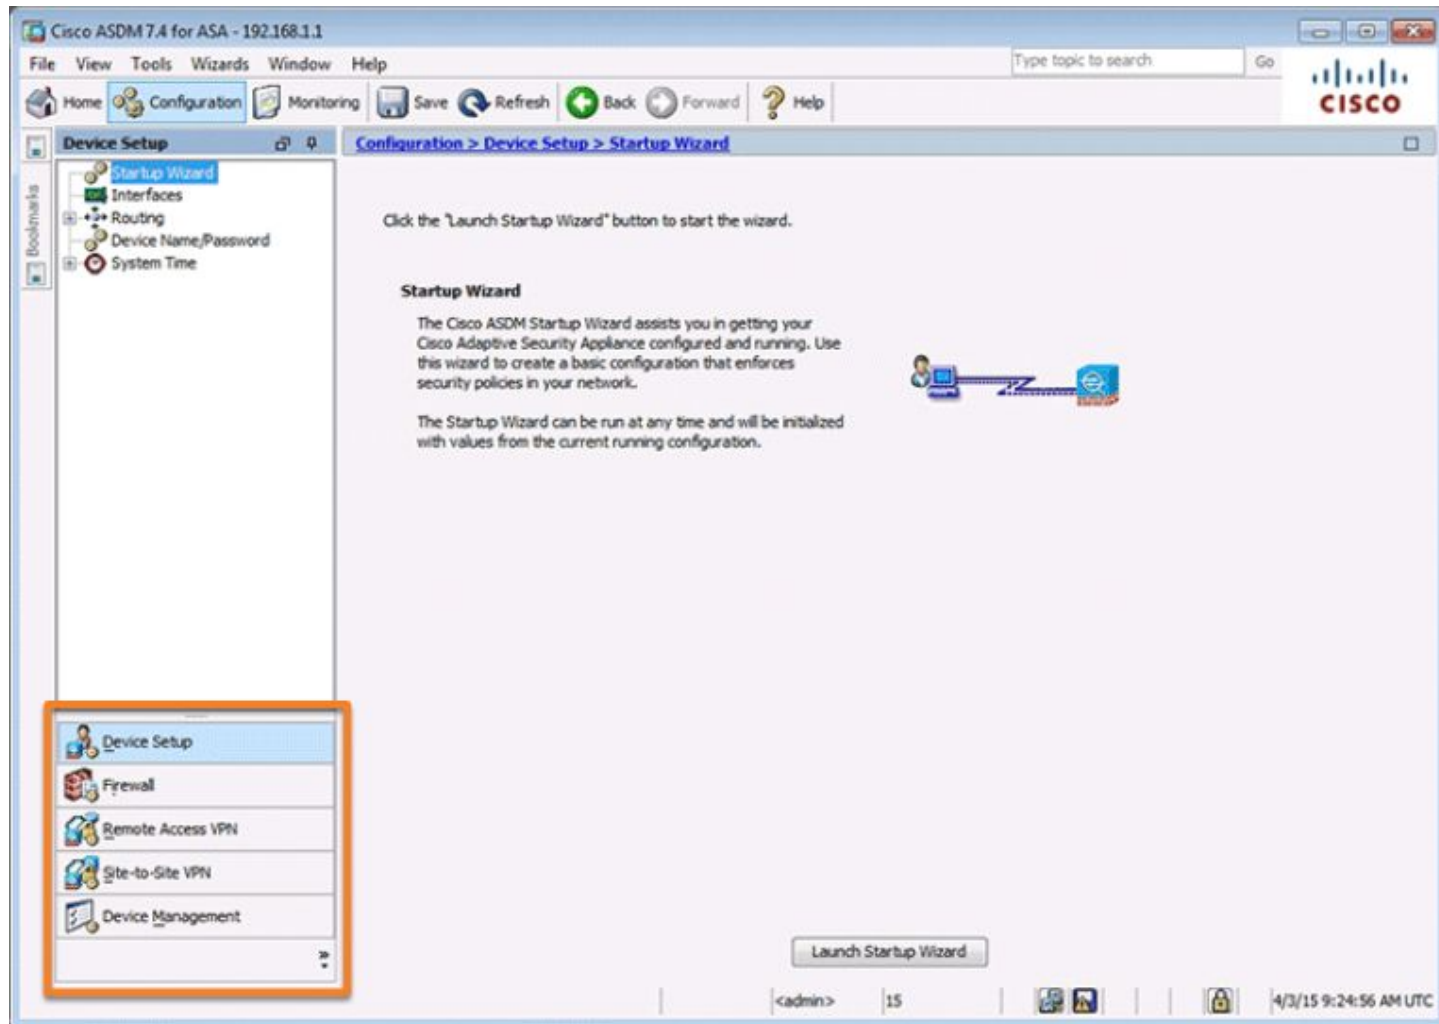 Cisco ASDM 7.4 for ASA - 192.168.1.1
File View Tools Wizards Window Help
Type topic to search Go
Home Configuration Monitoring Save Refresh Back Forward Help
CISCO
Device Setup
Configuration > Device Setup > Startup Wizard
Bookmarks
Startup Wizard
Interfaces
Routing
Device Name/Password
System Time
Click the "Launch Startup Wizard" button to start the wizard.
Startup Wizard
The Cisco ASDM Startup Wizard assists you in getting your
Cisco Adaptive Security Appliance configured and running. Use
this wizard to create a basic configuration that enforces
security policies in your network.
The Startup Wizard can be run at any time and will be initialized
with values from the current running configuration.
Device Setup
Firewall
Remote Access VPN
Site-to-Site VPN
Device Management
Launch Startup Wizard
<admin> 15 4/3/15 9:24:56 AM UTC